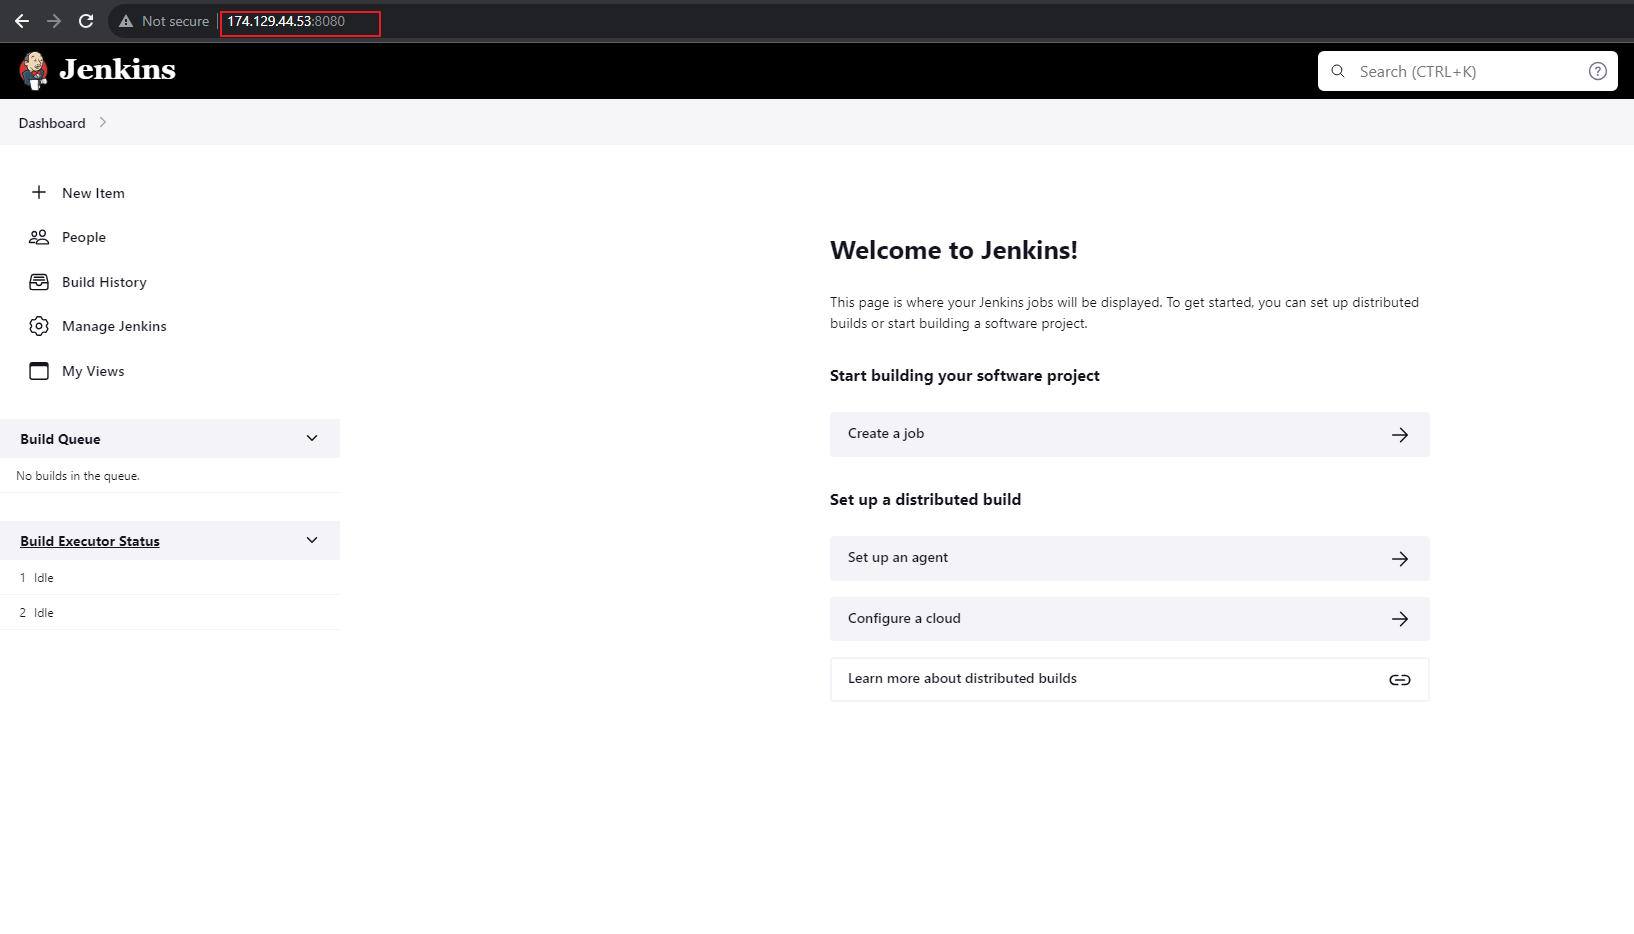 Not secure 174.129.44.53:8080
Jenkins
Search (CTRL+K)
Dashboard
New Item
People
Build History
Manage Jenkins
My Views
Build Queue
No builds in the queue.
Build Executor Status
1 Idle
2 Idle
Welcome to Jenkins!
This page is where your Jenkins jobs will be displayed. To get started, you can set up distributed
builds or start building a software project.
Start building your software project
Create a job
Set up a distributed build
Set up an agent
Configure a cloud
Learn more about distributed builds